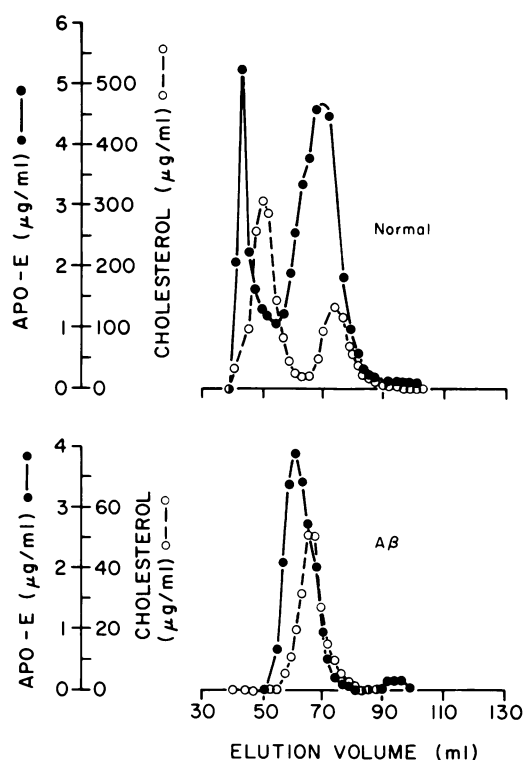 APO-E (μg/ml)
6
5
4
3
2
1
0
CHOLESTEROL (μg/ml)
500
400
300
200
100
0
Normal
APO-E (μg/ml)
4
3
2
1
0
CHOLESTEROL
(μg/ml)
60
40
20
0
Aβ
30 50 70 90 110 130
ELUTION VOLUME (ml)